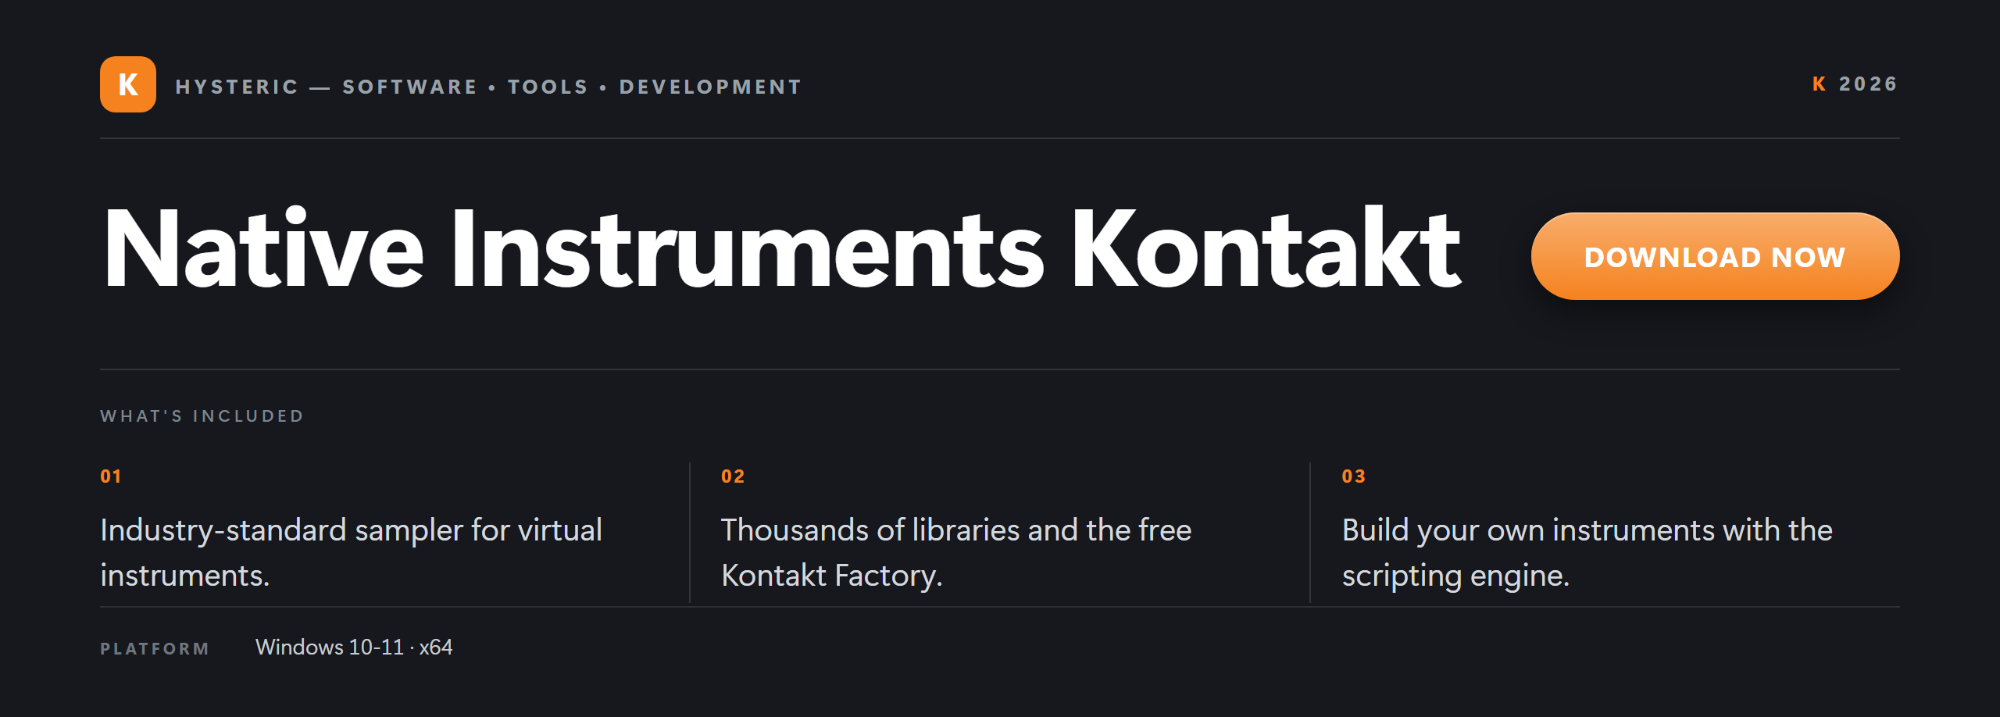 K HYSTERIC — SOFTWARE • TOOLS • DEVELOPMENT
K 2026
Native Instruments Kontakt
DOWNLOAD NOW
WHAT'S INCLUDED
01
Industry-standard sampler for virtual
instruments.
02
Thousands of libraries and the free
Kontakt Factory.
03
Build your own instruments with the
scripting engine.
PLATFORM Windows 10-11 · x64